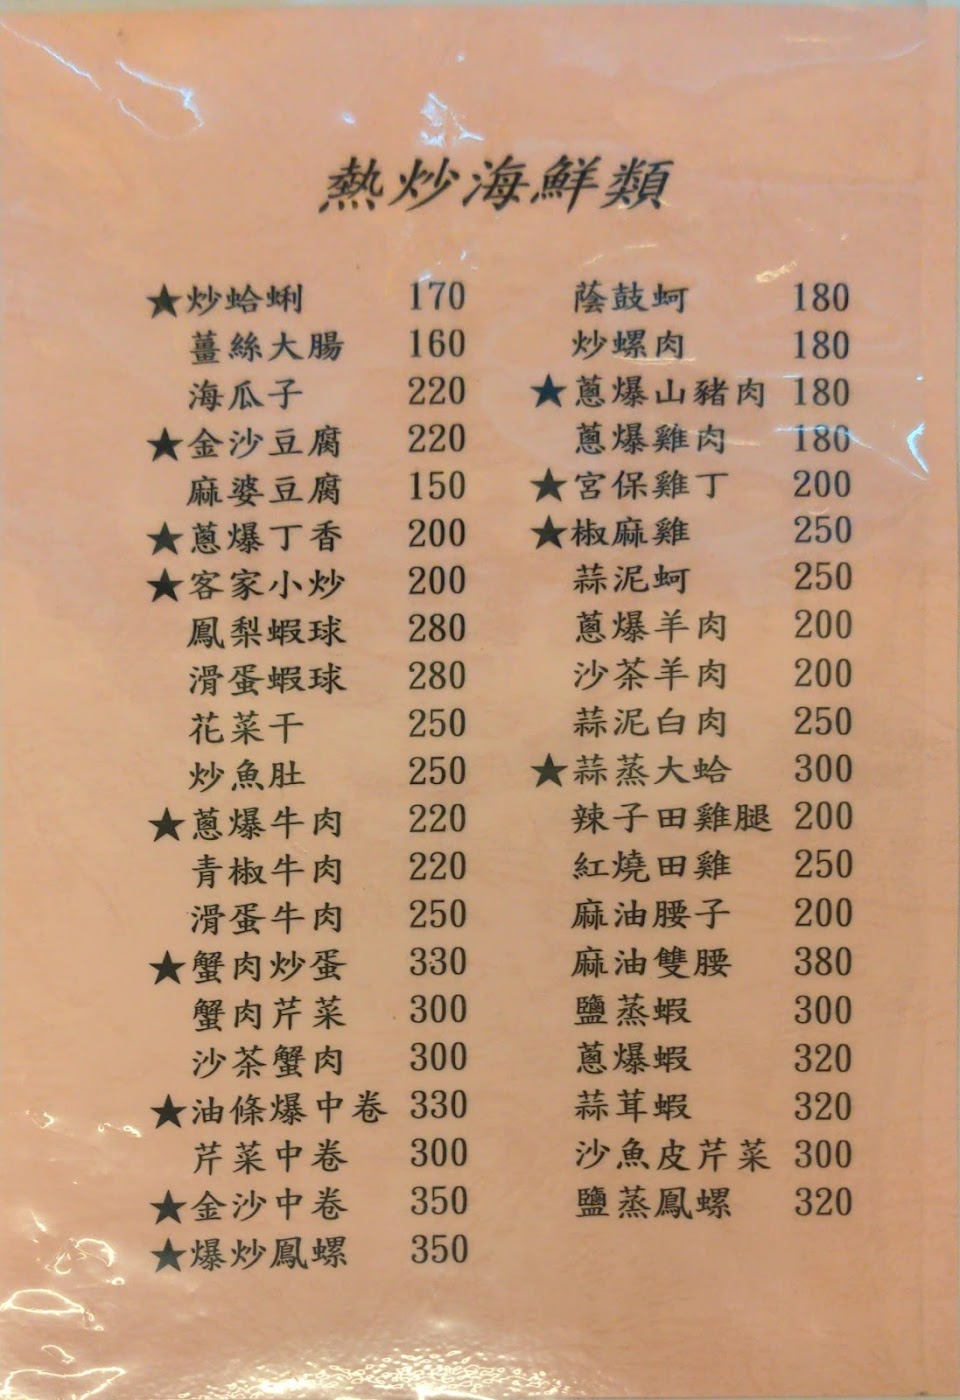 熱炒海鮮類
★炒蛤蜊 170
薑絲大腸 160
海瓜子 220
★金沙豆腐 220
麻婆豆腐 150
★蔥爆丁香 200
★客家小炒 200
鳳梨蝦球 280
滑蛋蝦球 280
花菜干 250
炒魚肚 250
★蔥爆牛肉 220
青椒牛肉 220
滑蛋牛肉 250
★蟹肉炒蛋 330
蟹肉芹菜 300
沙茶蟹肉 300
★油條爆中卷 330
芹菜中卷 300
★金沙中卷 350
★爆炒鳳螺 350
蔭鼓蚵 180
炒螺肉 180
★蔥爆山豬肉 180
蔥爆雞肉 180
★宮保雞丁 200
★椒麻雞 250
蒜泥蚵 250
蔥爆羊肉 200
沙茶羊肉 200
蒜泥白肉 250
★蒜蒸大蛤 300
辣子田雞腿 200
紅燒田雞 250
麻油腰子 200
麻油雙腰 380
鹽蒸蝦 300
蔥爆蝦 320
蒜茸蝦 320
沙魚皮芹菜 300
鹽蒸鳳螺 320